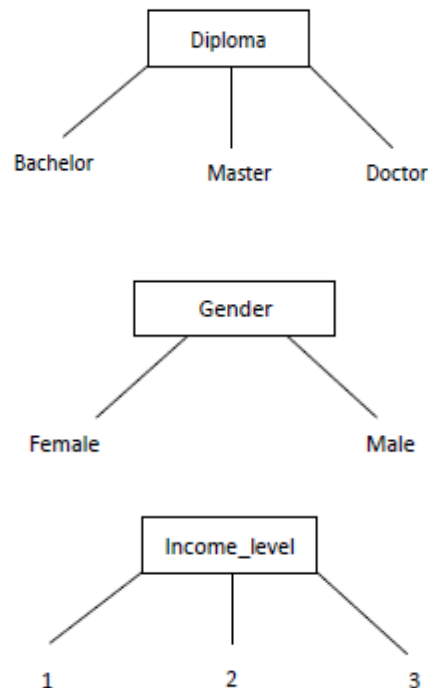 Diploma
Bachelor Master Doctor
Gender
Female Male
Income_level
1 2 3